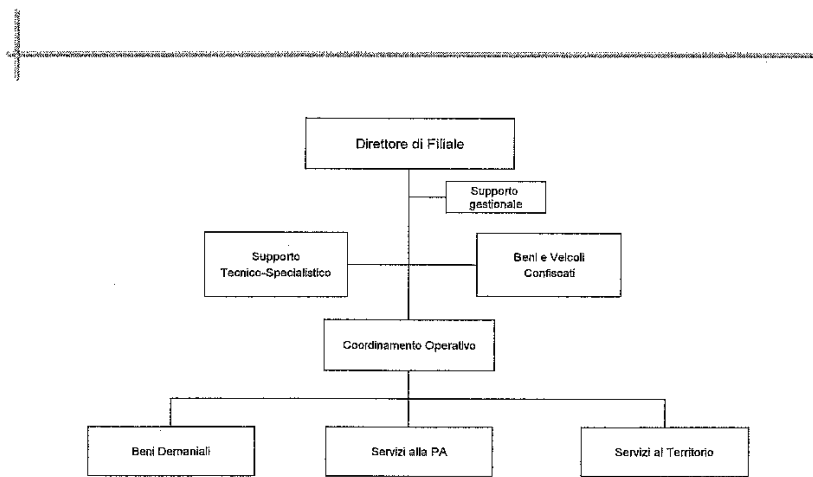 Direttore di Filiale
Supporto
gestionale
Supporto
Tecnico-Specialistico
Beni e Veicoli
Confiscati
Coordinamento Operativo
Beni Demaniali
Servizi alla PA
Servizi al Territorio